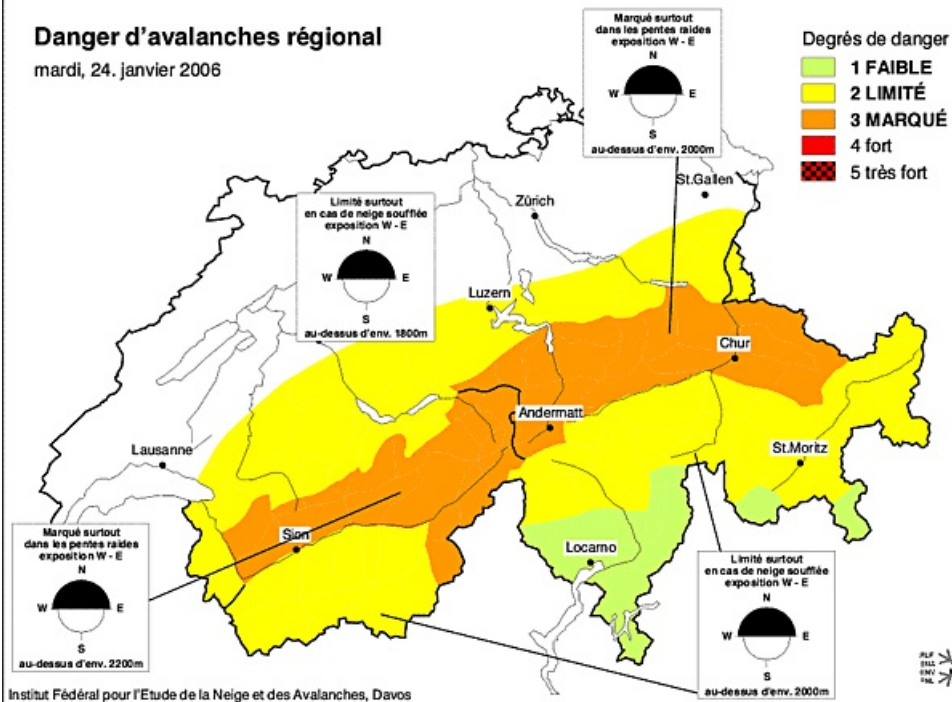 Danger d'avalanches régional
mardi, 24. janvier 2006
Marqué surtout
dans les pentes raides
exposition W - E
N
W E
S
au-dessus d'env. 2000m
Degrés de danger
1 FAIBLE
2 LIMITÉ
3 MARQUÉ
4 fort
5 très fort
Limité surtout
en cas de neige soufflée
exposition W - E
N
W E
S
au-dessus d'env. 1800m
St.Gallen
Zürich
Luzern
Chur
Andermatt
Lausanne
St.Moritz
Sion
Locarno
Marqué surtout
dans les pentes raides
exposition W - E
N
W E
S
au-dessus d'env. 2200m
Limité surtout
en cas de neige soufflée
exposition W - E
N
W E
S
au-dessus d'env. 2000m
Institut Fédéral pour l'Etude de la Neige et des Avalanches, Davos